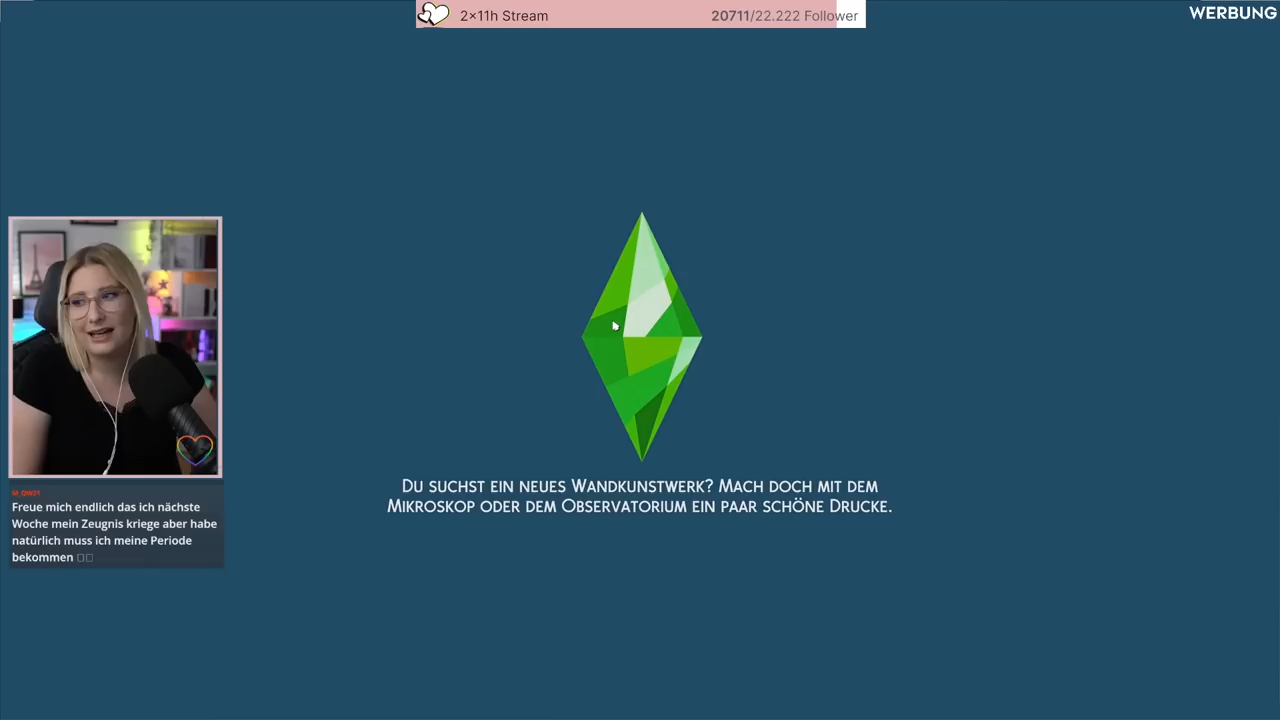 2×11h Stream
20711/22.222 Follower
WERBUNG
M_QW21
Freue mich endlich das ich nächste
Woche mein Zeugnis kriege aber habe
natürlich muss ich meine Periode
bekommen
Du suchst ein neues Wandkunstwerk? Mach doch mit dem
Mikroskop oder dem Observatorium ein paar schöne Drucke.